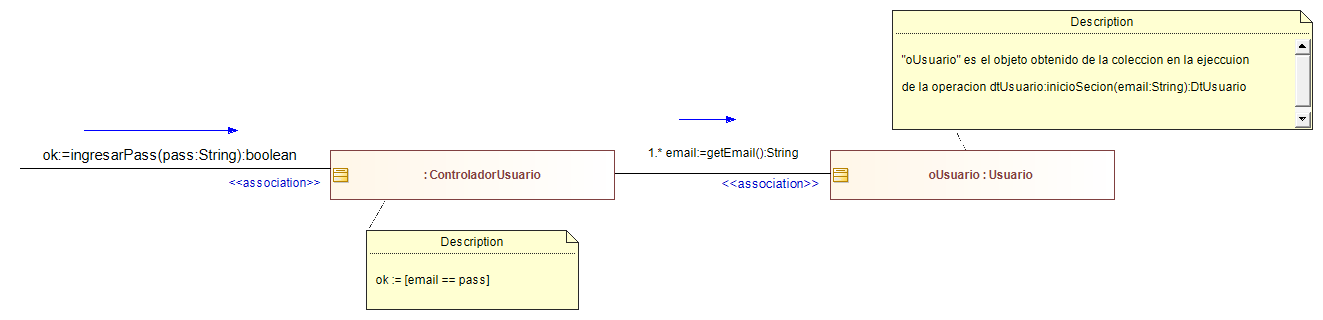 Description
"oUsuario" es el objeto obtenido de la coleccion en la ejeccuion
de la operacion dtUsuario:inicioSecion(email:String):DtUsuario
ok:=ingresarPass(pass:String):boolean
1.* email:=getEmail():String
<<association>>
: ControladorUsuario
<<association>>
oUsuario : Usuario
Description
ok := [email == pass]